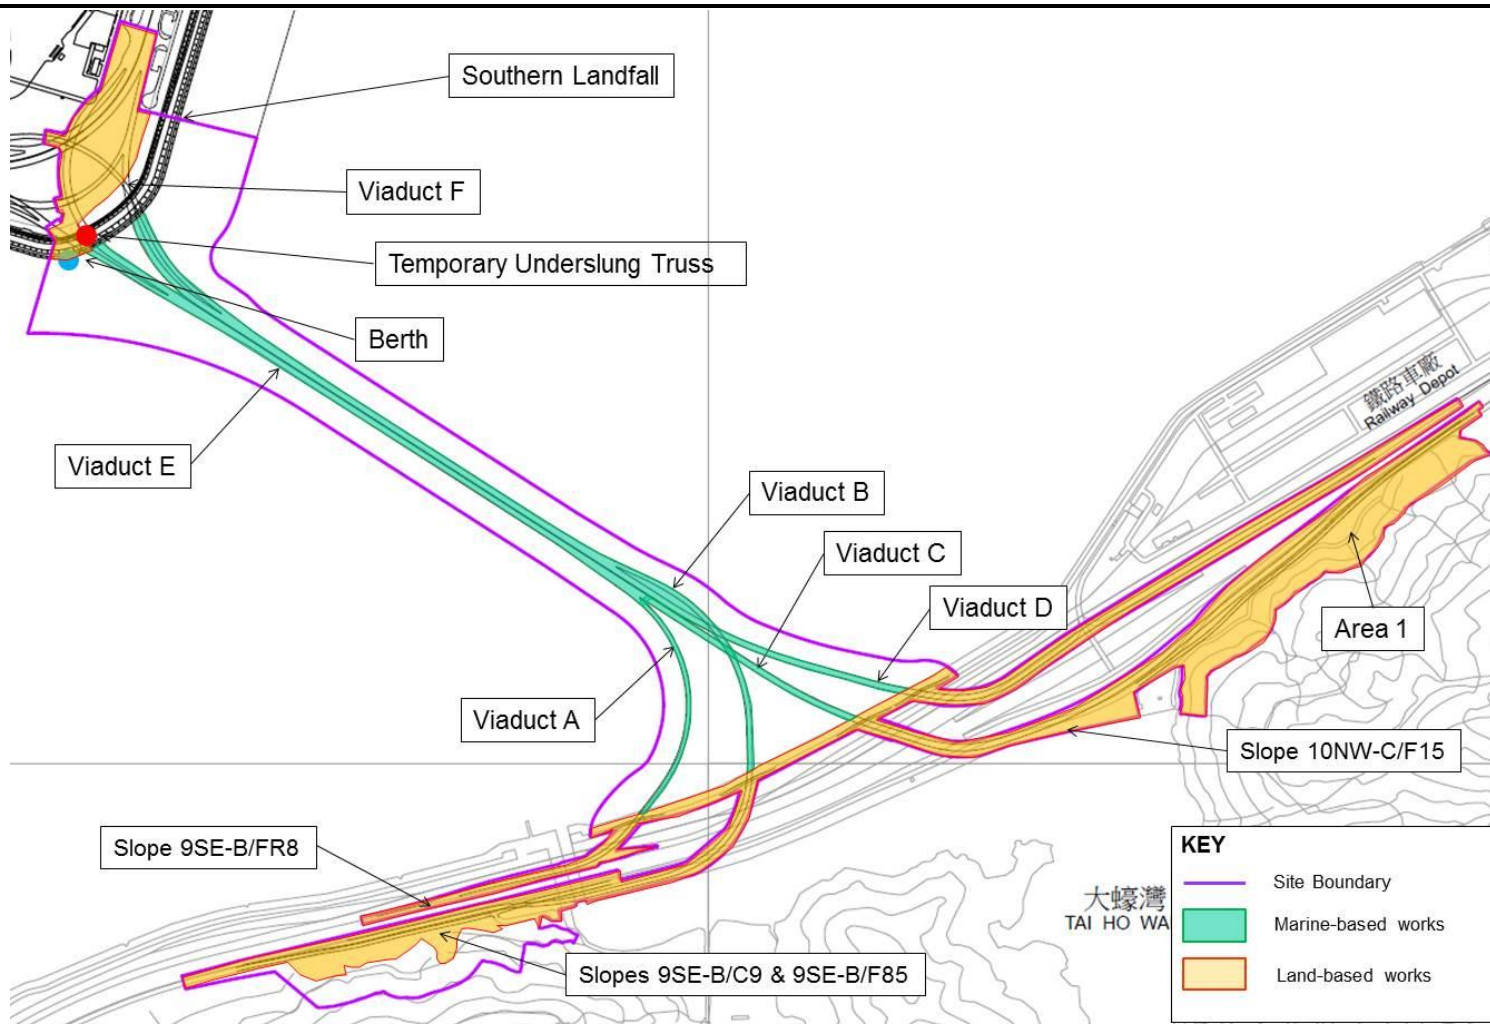 Southern Landfall
Viaduct F
Temporary Underslung Truss
Berth
Viaduct E
Viaduct B
Viaduct C
Viaduct D
鐵路車廠
Railway Depot
Area 1
Viaduct A
Slope 10NW-C/F15
Slope 9SE-B/FR8
Slopes 9SE-B/C9 & 9SE-B/F85
大蠔灣
TAI HO WA
KEY
Site Boundary
Marine-based works
Land-based works